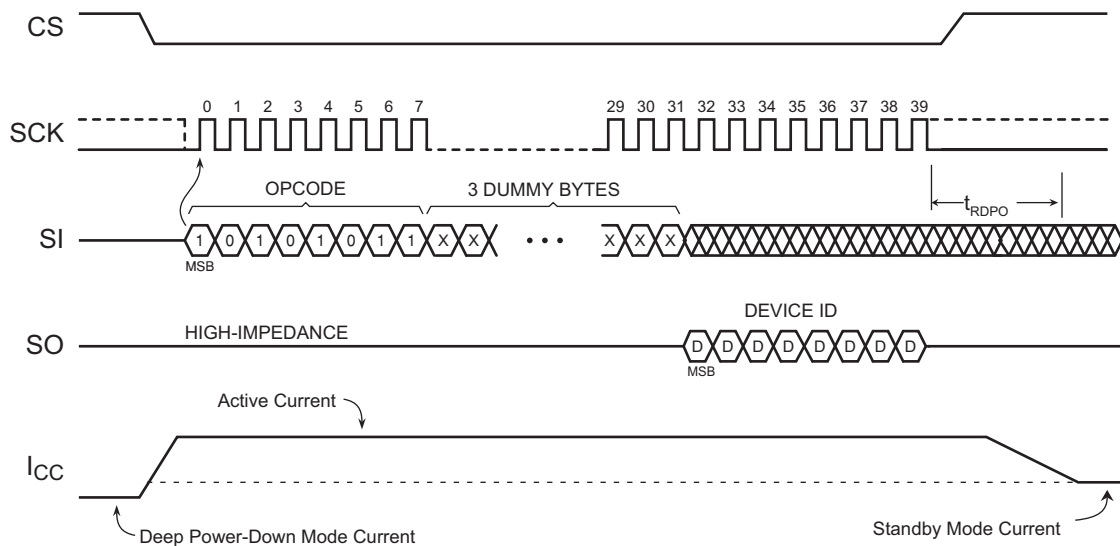 CS
0 1 2 3 4 5 6 7 29 30 31 32 33 34 35 36 37 38 39
SCK
OPCODE 3 DUMMY BYTES
tRDPO
SI 1 0 1 0 1 0 1 1 X X • • • X X X
MSB
DEVICE ID
HIGH-IMPEDANCE
SO D D D D D D D D
MSB
Active Current
ICC
Deep Power-Down Mode Current
Standby Mode Current